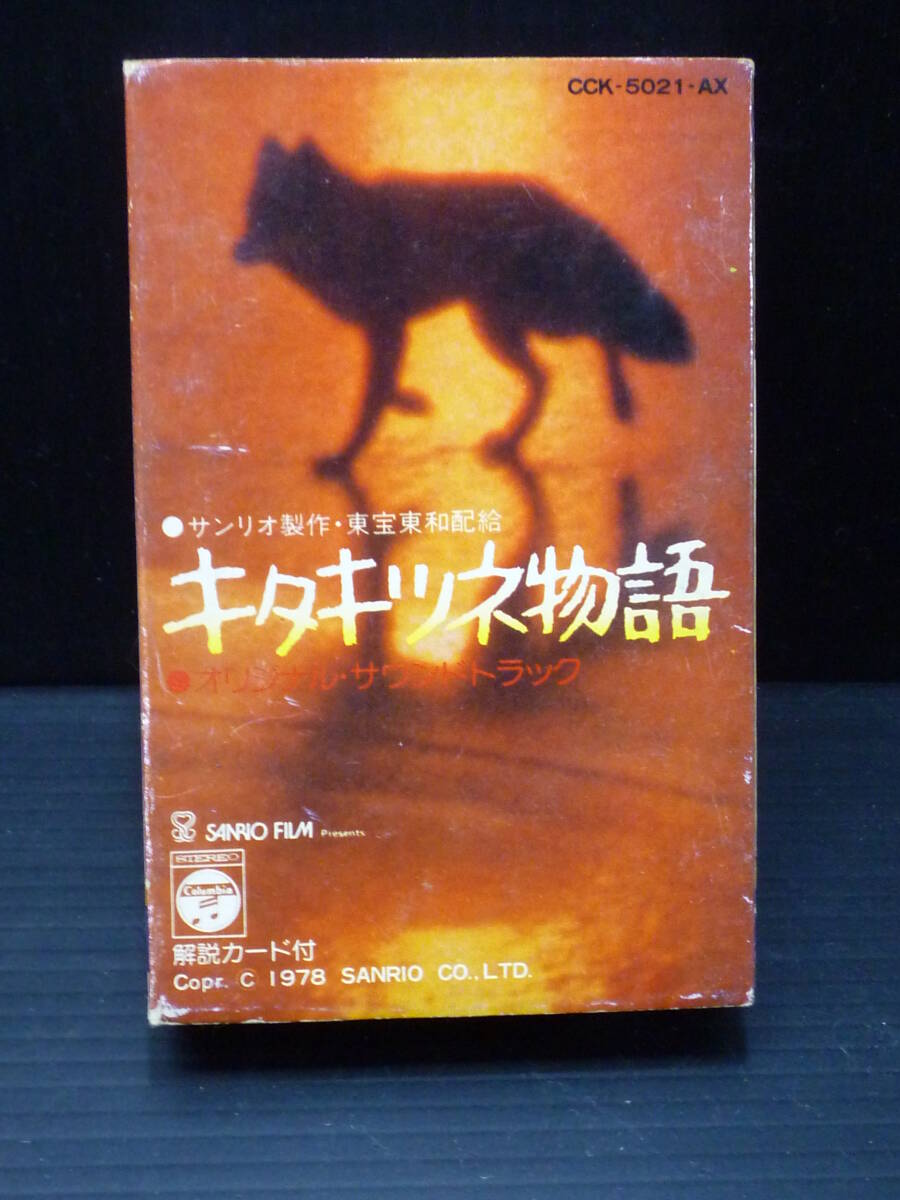 CCK-5021-AX
●サンリオ製作・東宝東和配給
キタキツネ物語
●オリジナル・サウンドトラック
SANRIO FILM Presents
STEREO
Columbia
解説カード付
Copr. C 1978 SANRIO CO.,LTD.